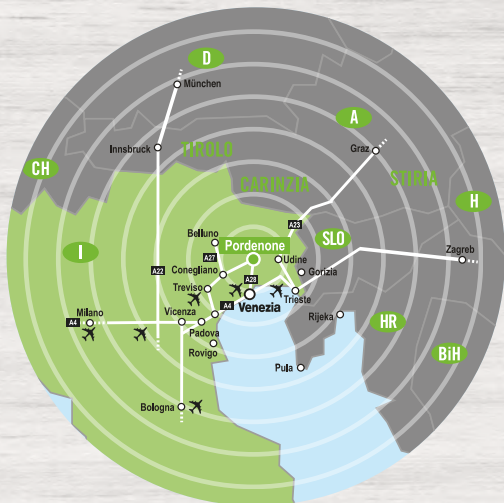 D
München
A
Innsbruck
TIROLO
Graz
CH
CARINZIA
STIRIA
H
A23
Belluno
Pordenone
SLO
I
A27
Udine
Zagreb
A22
Conegliano
A28
Gorizia
Treviso
Trieste
Venezia
Milano
A4
Vicenza
A4
Rijeka
HR
Padova
Rovigo
BiH
Pula
Bologna